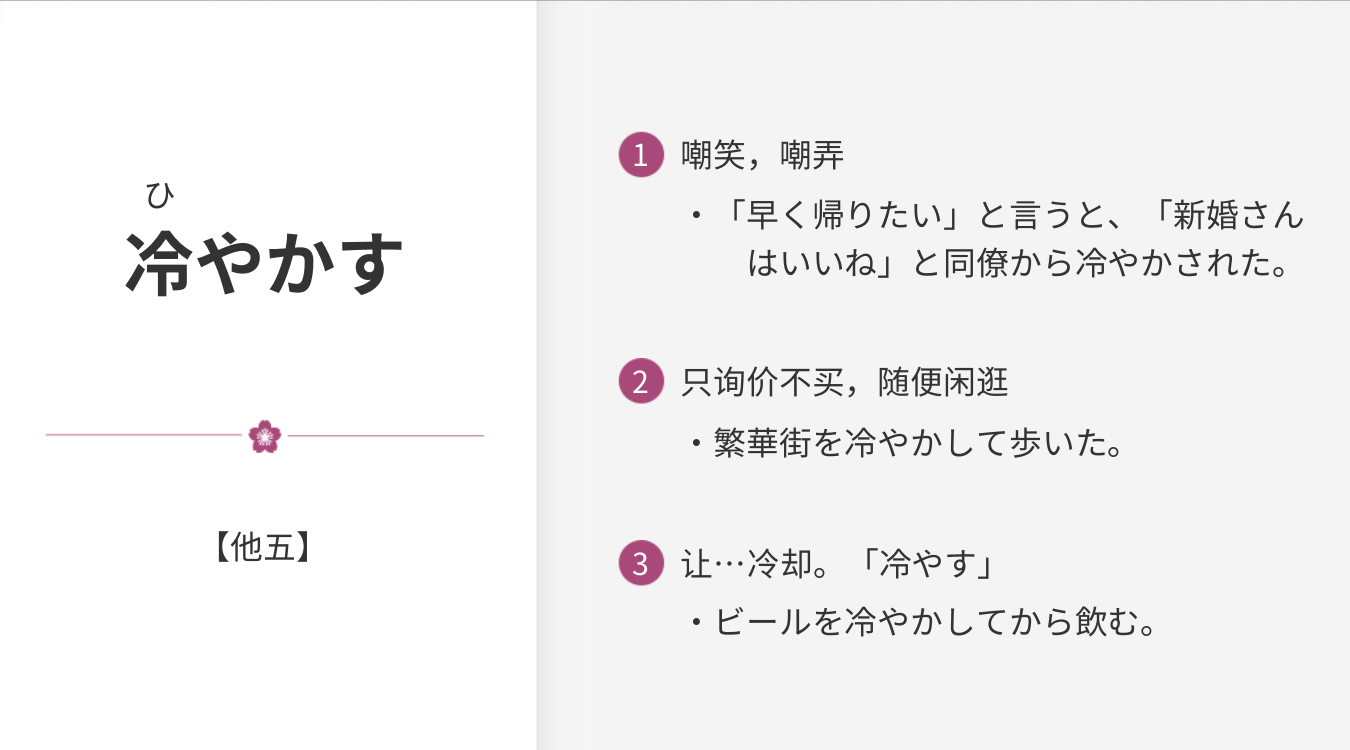 ひ
冷やかす
【他五】
1 嘲笑，嘲弄
・「早く帰りたい」と言うと、「新婚さん
はいいね」と同僚から冷やかされた。
2 只询价不买，随便闲逛
・繁華街を冷やかして歩いた。
3 让…冷却。「冷やす」
・ビールを冷やかしてから飲む。